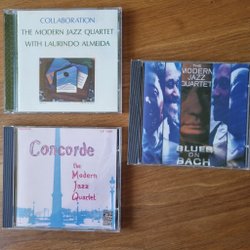 COLLABORATION
THE MODERN JAZZ QUARTET
WITH LAURINDO ALMEIDA
THE
MODERN
JAZZ
QUARTET
BLUES
ON
BACH
Concorde
the
Modern
Jazz
Quartet